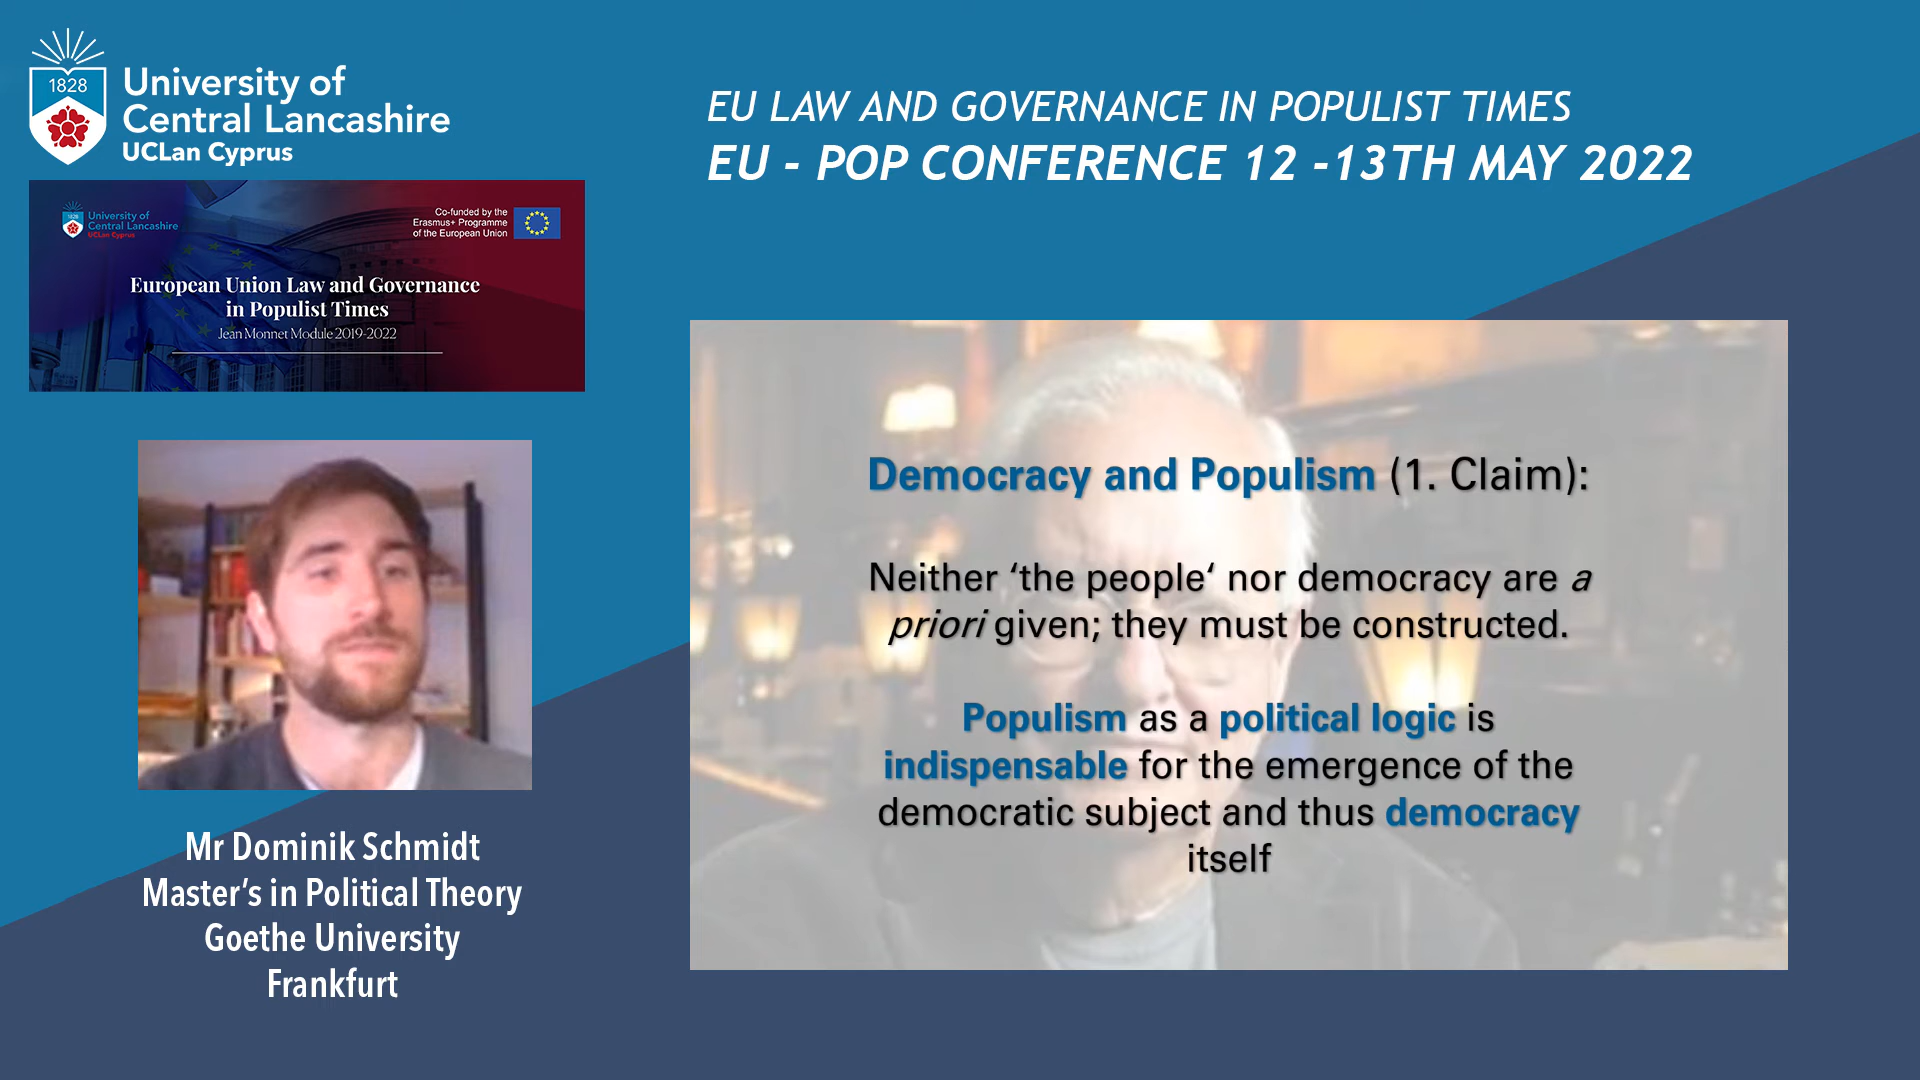 1828
University of
Central Lancashire
UCLan Cyprus
EU LAW AND GOVERNANCE IN POPULIST TIMES
EU - POP CONFERENCE 12 -13TH MAY 2022
1828
University of
Central Lancashire
UCLan Cyprus
Co-funded by the
Erasmus+ Programme
of the European Union
European Union Law and Governance
in Populist Times
Jean Monnet Module 2019-2022
Mr Dominik Schmidt
Master’s in Political Theory
Goethe University
Frankfurt
Democracy and Populism (1. Claim):
Neither ‘the people‘ nor democracy are a
priori given; they must be constructed.
Populism as a political logic is
indispensable for the emergence of the
democratic subject and thus democracy
itself